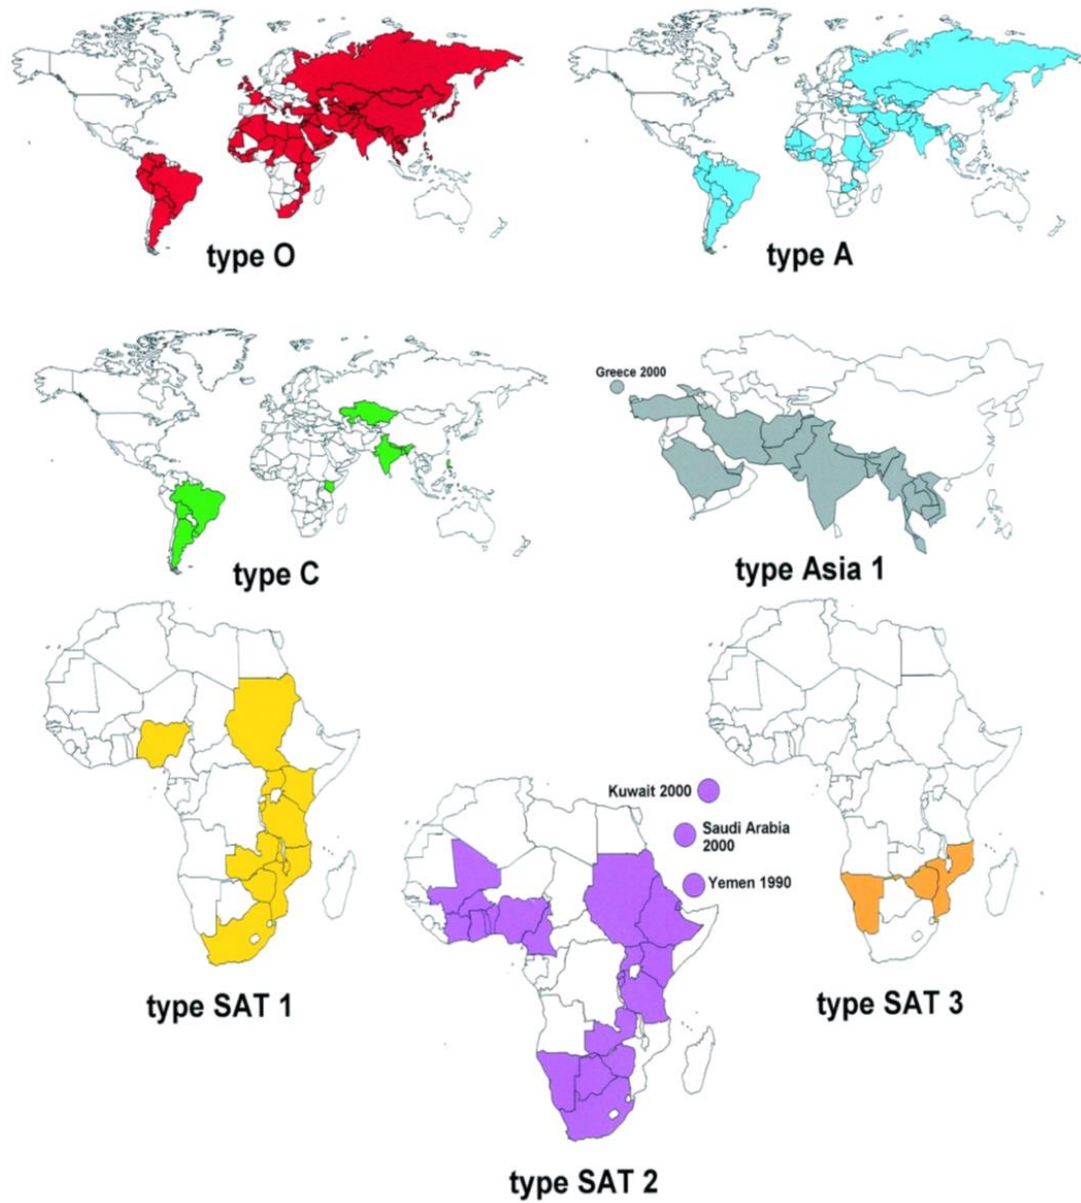 type O
type A
Greece 2000
type C
type Asia 1
Kuwait 2000
Saudi Arabia
2000
Yemen 1990
type SAT 1
type SAT 3
type SAT 2